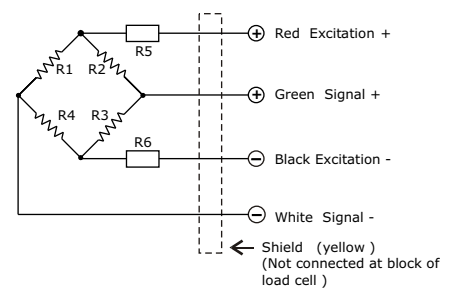 R5
Red Excitation +
R1
R2
Green Signal +
R4
R3
R6
Black Excitation -
White Signal -
Shield (yellow )
(Not connected at block of
load cell )